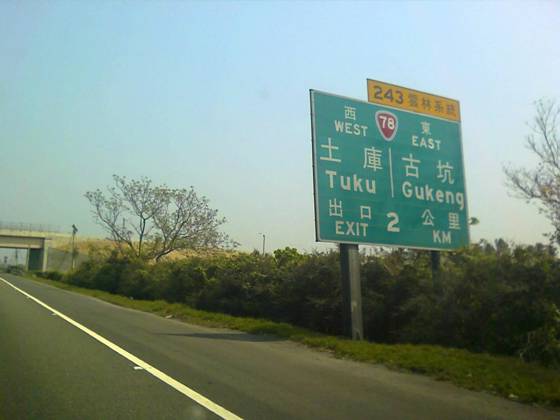 243 雲林系統
西 78 東
WEST EAST
土庫 古坑
Tuku Gukeng
出口 2 公里
EXIT KM